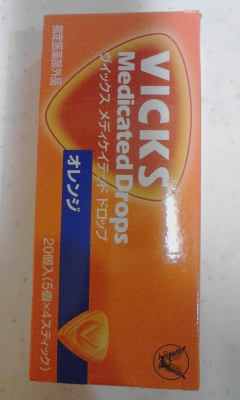 指定医薬部外品
VICKS
Medicated Drops
ヴイックス メディケイテッド ドロップ
オレンジ
20個入(5個×4スティック)